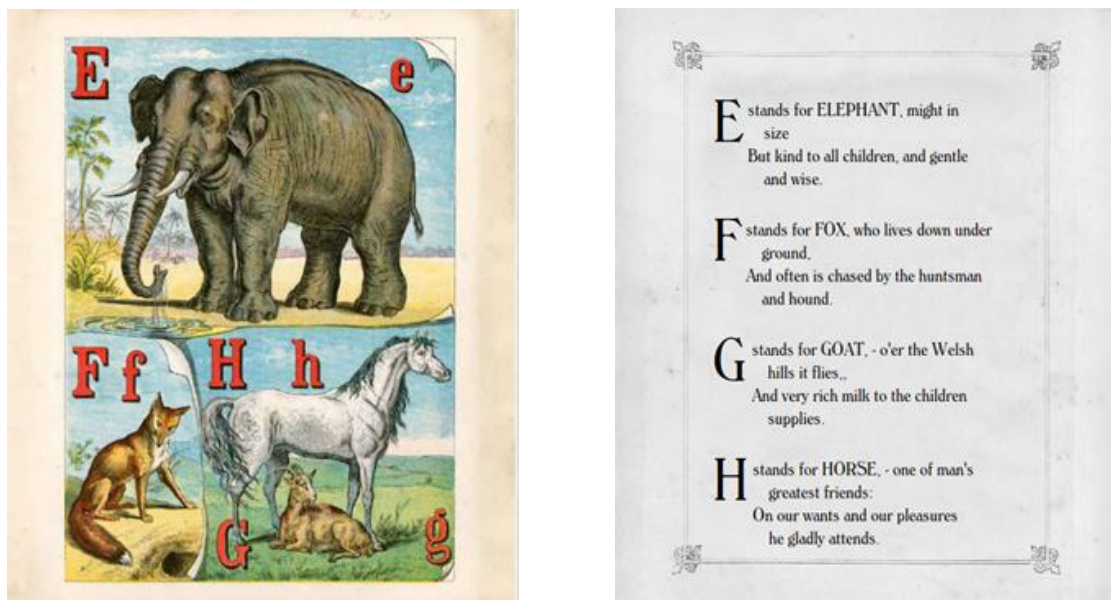 E e
F f
H h
G g
E stands for ELEPHANT, might in
size
But kind to all children, and gentle
and wise.
F stands for FOX, who lives down under
ground,
And often is chased by the huntsman
and hound.
G stands for GOAT, - o'er the Welsh
hills it flies,.
And very rich milk to the children
supplies.
H stands for HORSE, - one of man's
greatest friends:
On our wants and our pleasures
he gladly attends.